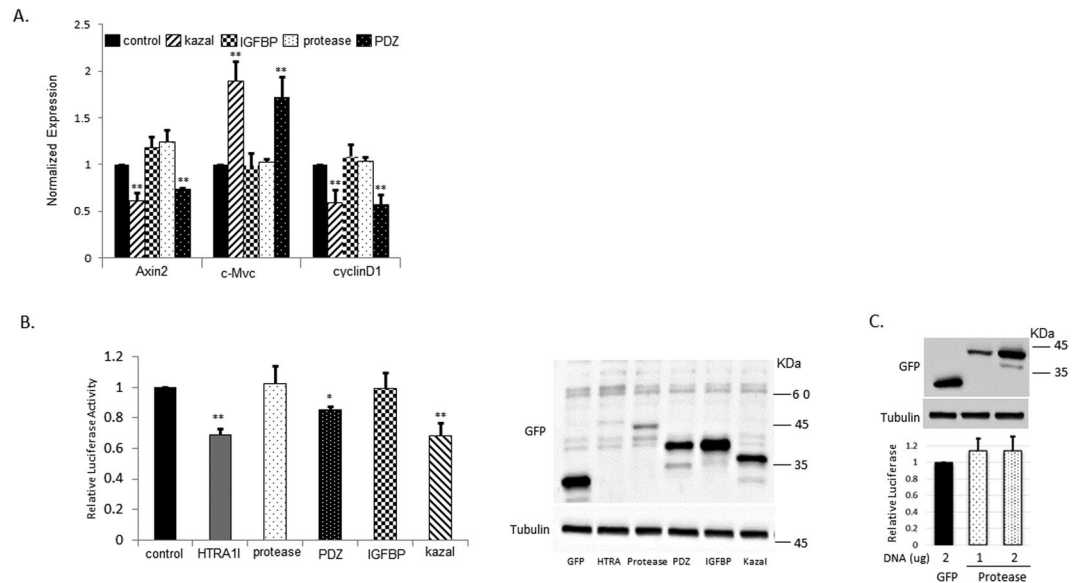 A.
2.5
control kazal IGFBP protease PDZ
2
1.5
1
0.5
0
Normalized Expression
** ** ** ** ** **
Axin2 c-Mvc cyclinD1
B.
1.2
1
0.8
0.6
0.4
0.2
0
Relative Luciferase Activity
** * **
control HTRA1I protease PDZ IGFBP kazal
KDa
60
45
GFP
35
Tubulin
45
GFP HTRA Protease PDZ IGFBP Kazal
C.
KDa
45
GFP
35
Tubulin
1.2
1
0.8
0.6
0.4
0.2
0
Relative Luciferase
DNA (ug) 2 1 2
GFP Protease